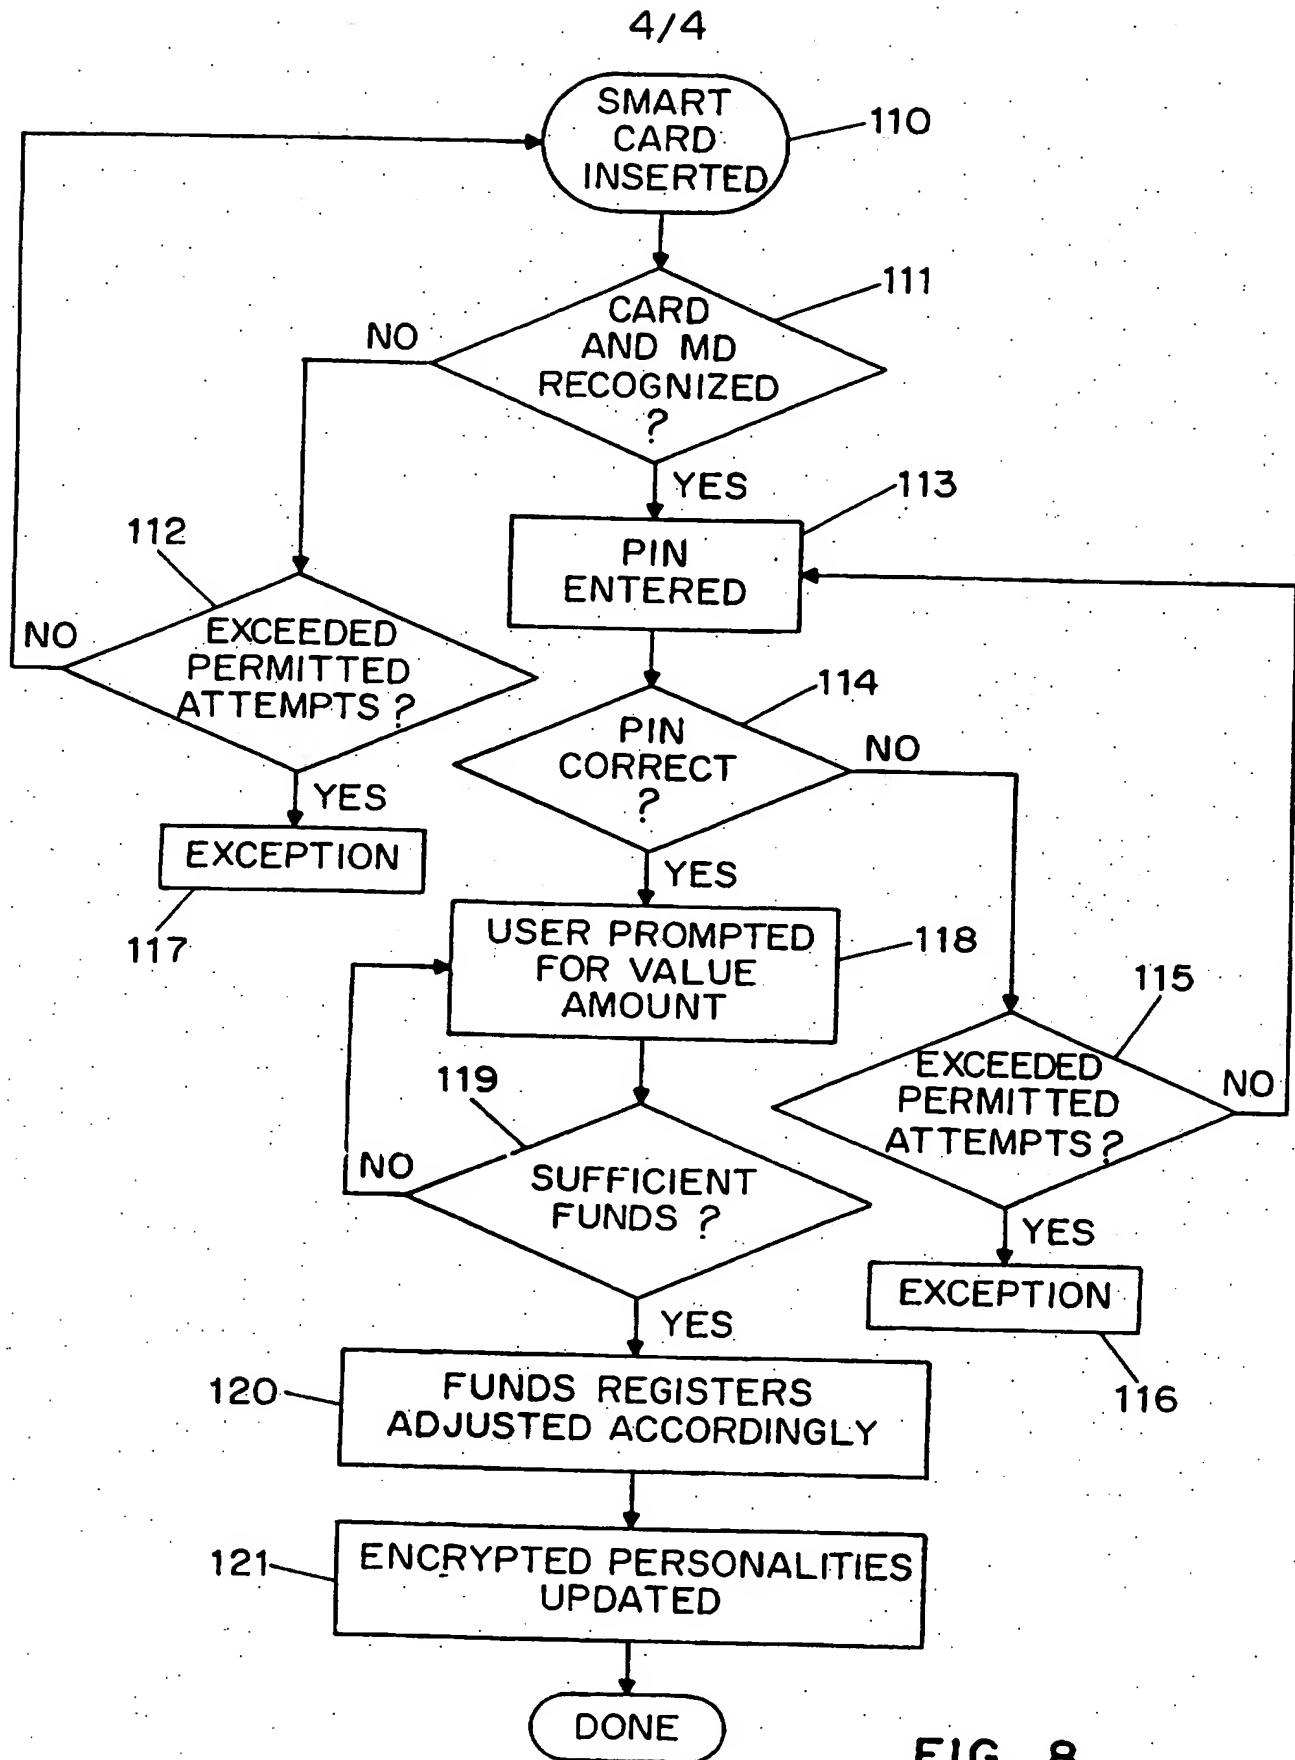 4/4
SMART
CARD
INSERTED
110
111
CARD
AND MD
RECOGNIZED
?
NO
YES
113
112
PIN
ENTERED
NO
EXCEEDED
PERMITTED
ATTEMPTS ?
114
PIN
CORRECT
?
NO
YES
EXCEPTION
117
YES
USER PROMPTED
FOR VALUE
AMOUNT
118
115
119
EXCEEDED
PERMITTED
ATTEMPTS ?
NO
NO
SUFFICIENT
FUNDS ?
YES
EXCEPTION
116
YES
120
FUNDS REGISTERS
ADJUSTED ACCORDINGLY
121
ENCRYPTED PERSONALITIES
UPDATED
DONE
FIG. 8